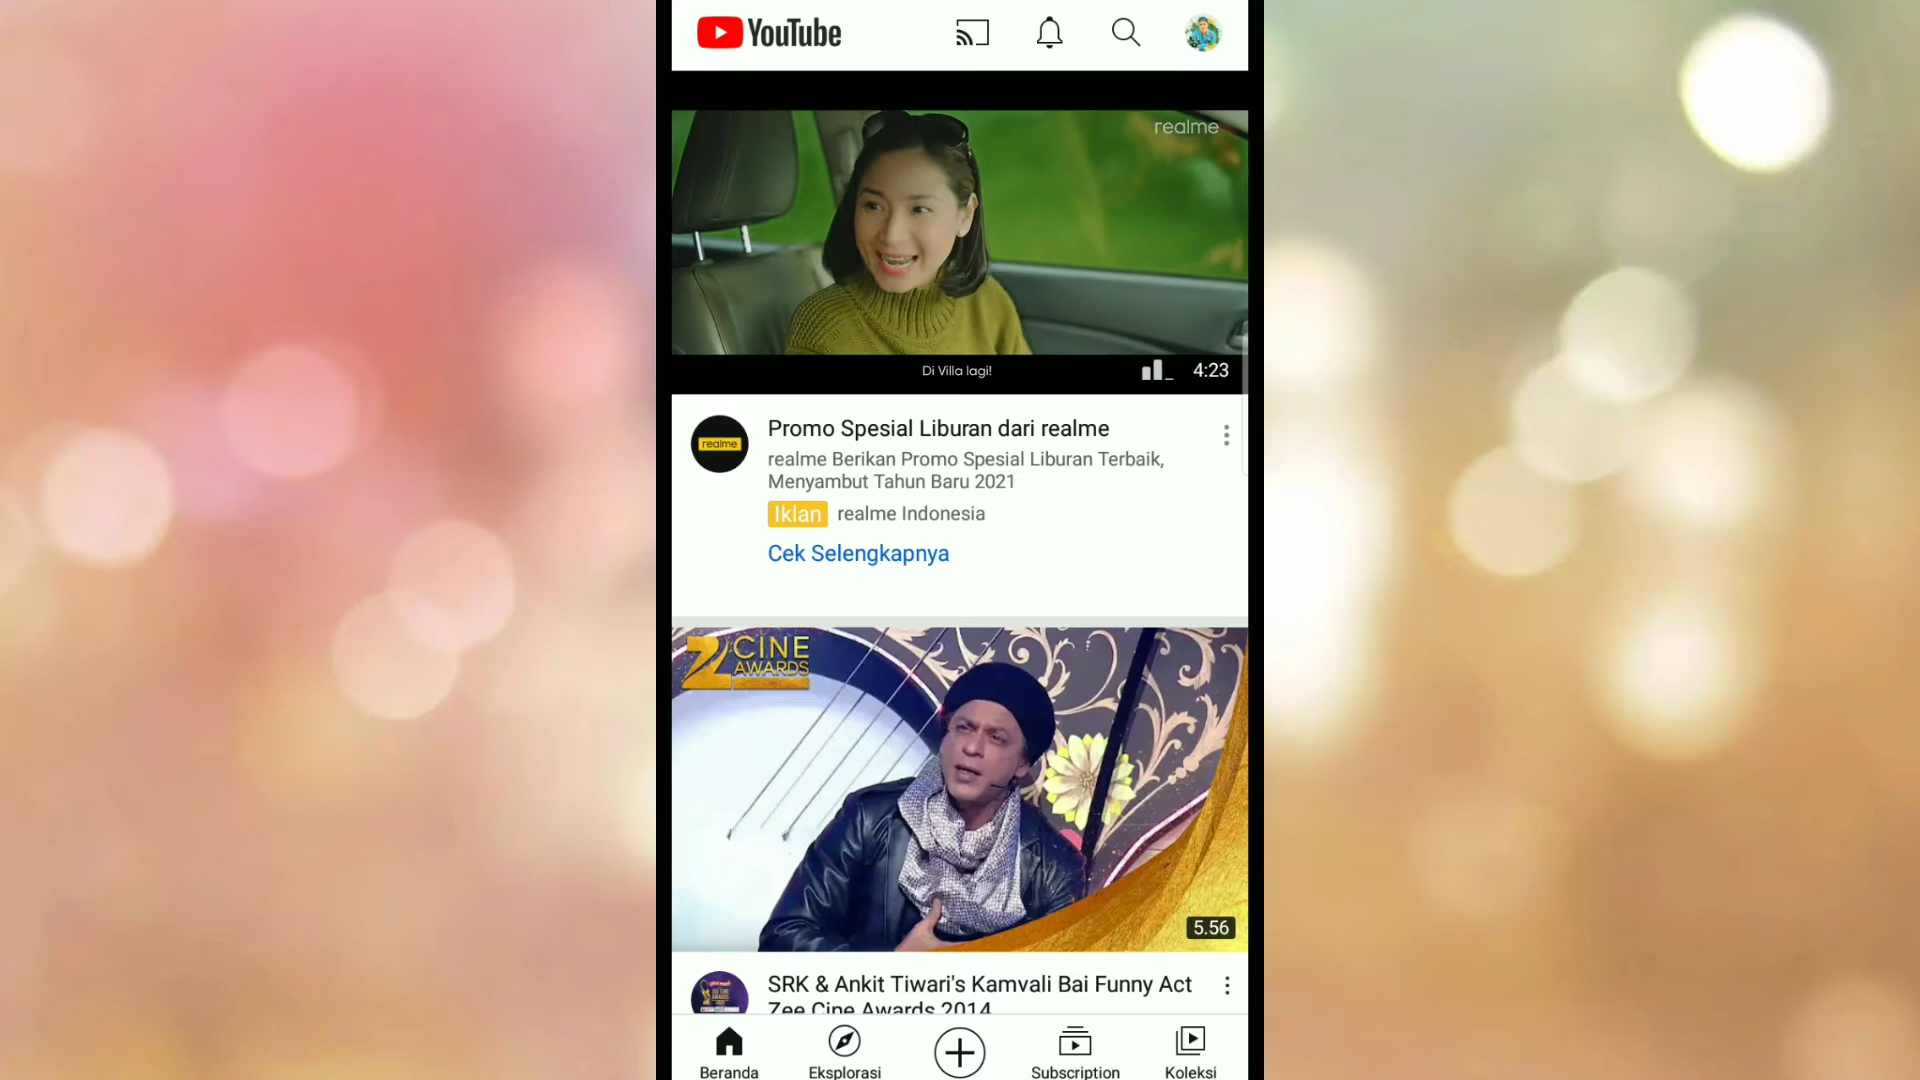 YouTube
realme
Di Villa lagi!
4:23
realme
Promo Spesial Liburan dari realme
realme Berikan Promo Spesial Liburan Terbaik,
Menyambut Tahun Baru 2021
Iklan realme Indonesia
Cek Selengkapnya
CINE
AWARDS
5.56
SRK & Ankit Tiwari's Kamvali Bai Funny Act
Zee Cine Awards 2014
Beranda
Eksplorasi
Subscription
Koleksi